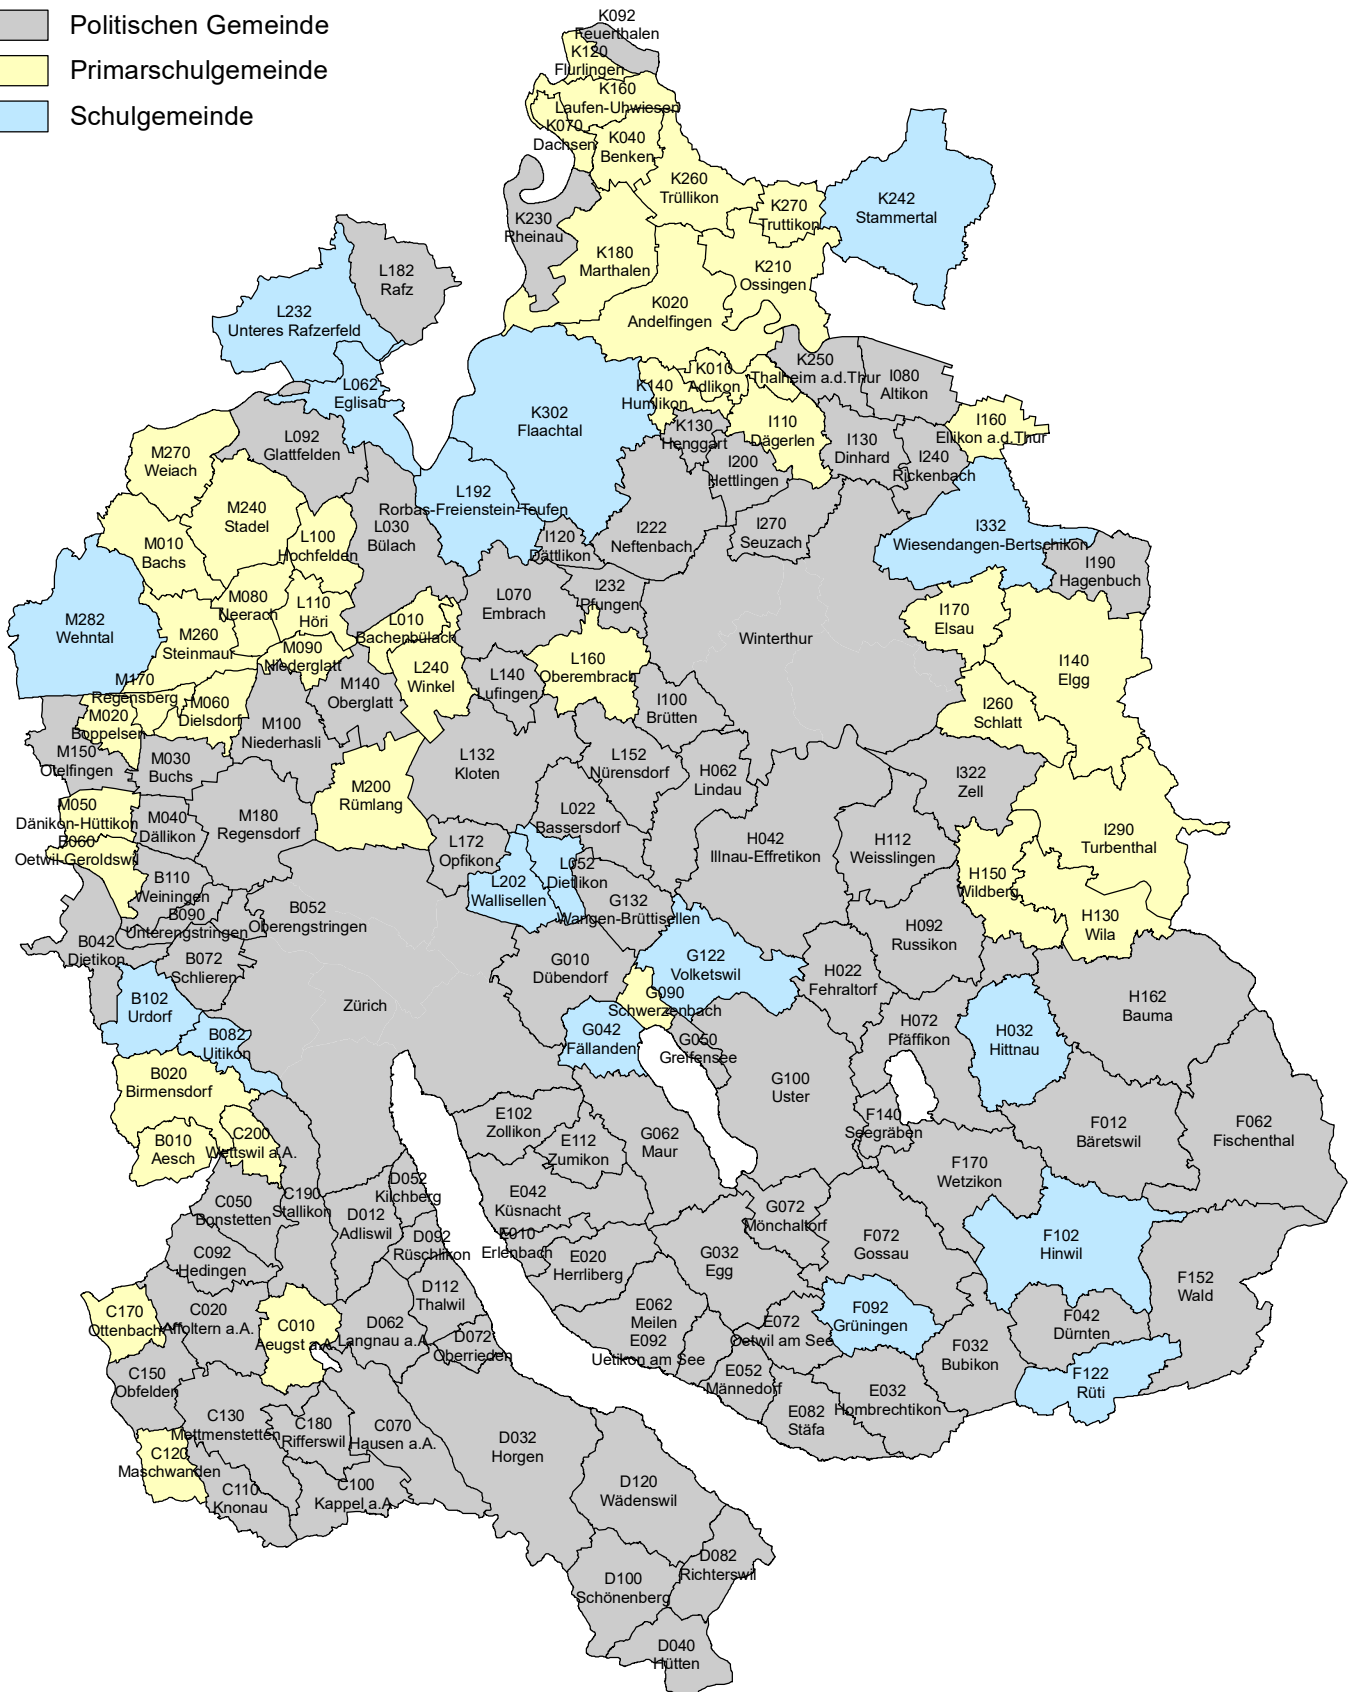 Politischen Gemeinde
Primarschulgemeinde
Schulgemeinde
K092
Feuerthalen
K120
Flurlingen
K160
Laufen-Uhwiesen
K070
Dachsen
K040
Benken
K260
Trüllikon
K270
Truttikon
K242
Stammertal
K230
Rheinau
K180
Marthalen
K210
Ossingen
K020
Andelfingen
L182
Rafz
L232
Unteres Rafzerfeld
L062
Eglisau
K302
Flaachtal
K140
Humlikon
K010
Adlikon
K250
Thalheim a.d.Thur
I080
Altikon
K130
Henggart
I110
Dägerlen
I130
Dinhard
I160
Ellikon a.d.Thur
I240
Rickenbach
I200
Hettlingen
L092
Glattfelden
M270
Weiach
M240
Stadel
L100
Hochfelden
L030
Bülach
L192
Rorbas-Freienstein-Teufen
I120
Dättlikon
I222
Neftenbach
I270
Seuzach
I332
Wiesendangen-Bertschikon
I190
Hagenbuch
M010
Bachs
M282
Wehntal
M080
Neerach
L110
Höri
M260
Steinmaur
M090
Niederglatt
L010
Bachenbülach
L070
Embrach
I232
Pfungen
Winterthur
I170
Elsau
I140
Elgg
L240
Winkel
L140
Lufingen
L160
Oberembrach
I100
Brütten
I260
Schlatt
M170
Regensberg
M060
Dielsdorf
M020
Boppelsen
M140
Oberglatt
M100
Niederhasli
M150
Otelfingen
M030
Buchs
L132
Kloten
L152
Nürensdorf
H062
Lindau
I322
Zell
M200
Rümlang
M050
Dänikon-Hüttikon
M040
Dällikon
M180
Regensdorf
L022
Bassersdorf
B060
Oetwil-Geroldswil
L172
Opfikon
L052
Dietlikon
L202
Wallisellen
H042
Illnau-Effretikon
H112
Weisslingen
I290
Turbenthal
H150
Wildberg
H130
Wila
B110
Weiningen
B090
Unterengstringen
B052
Oberengstringen
G132
Wangen-Brüttisellen
H092
Russikon
B042
Dietikon
B072
Schlieren
G010
Dübendorf
G122
Volketswil
H022
Fehraltorf
B102
Urdorf
Zürich
G090
Schwerzenbach
H162
Bauma
B082
Uitikon
G042
Fällanden
G050
Greifensee
H072
Pfäffikon
H032
Hittnau
B020
Birmensdorf
G100
Uster
C200
Wettswil a.A.
B010
Aesch
E102
Zollikon
E112
Zumikon
G062
Maur
F140
Seegräben
F012
Bäretswil
F062
Fischenthal
F170
Wetzikon
D052
Kilchberg
C050
Bonstetten
C190
Stallikon
D012
Adliswil
E042
Küsnacht
G072
Mönchaltorf
D092
Rüschlikon
E010
Erlenbach
F072
Gossau
F102
Hinwil
C092
Hedingen
E020
Herrliberg
G032
Egg
F152
Wald
D112
Thalwil
C170
Ottenbach
C020
Affoltern a.A.
C010
Aeugst a.A.
D062
Langnau a.A.
D072
Oberrieden
E062
Meilen
E072
Oetwil am See
F092
Grüningen
F042
Dürnten
E092
Uetikon am See
F032
Bubikon
C150
Obfelden
E052
Männedorf
F122
Rüti
E032
Hombrechtikon
E082
Stäfa
C130
Mettmenstetten
C180
Rifferswil
C070
Hausen a.A.
D032
Horgen
C120
Maschwanden
C110
Knonau
C100
Kappel a.A.
D120
Wädenswil
D082
Richterswil
D100
Schönenberg
D040
Hütten